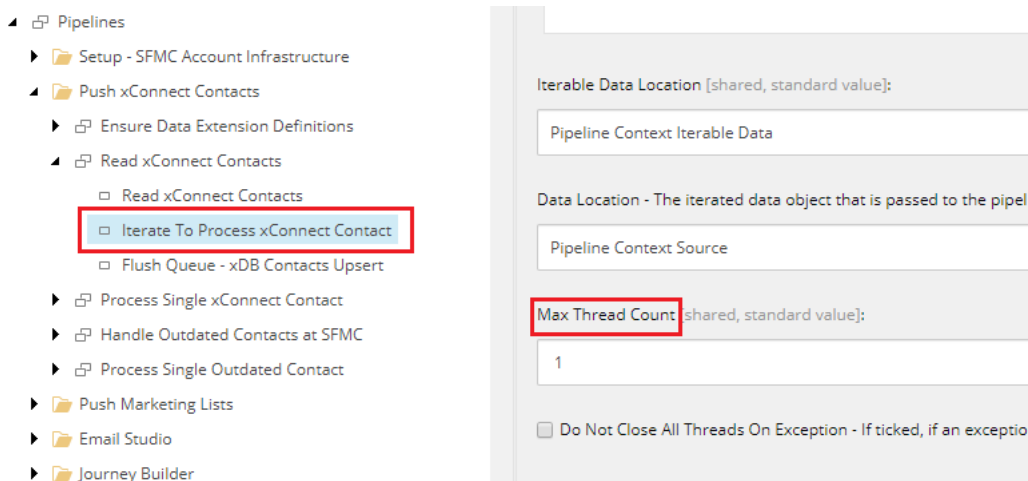 Pipelines
Setup - SFMC Account Infrastructure
Push xConnect Contacts
Ensure Data Extension Definitions
Read xConnect Contacts
Read xConnect Contacts
Iterate To Process xConnect Contact
Flush Queue - xDB Contacts Upsert
Process Single xConnect Contact
Handle Outdated Contacts at SFMC
Process Single Outdated Contact
Push Marketing Lists
Email Studio
Journey Builder
Iterable Data Location [shared, standard value]:
Pipeline Context Iterable Data
Data Location - The iterated data object that is passed to the pipel
Pipeline Context Source
Max Thread Count [shared, standard value]:
1
Do Not Close All Threads On Exception - If ticked, if an exceptio